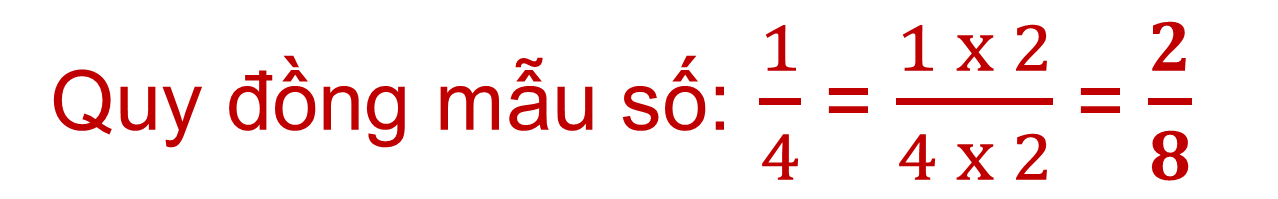 Quy đồng mẫu số: 1/4 = 1 x 2/4 x 2 = 2/8